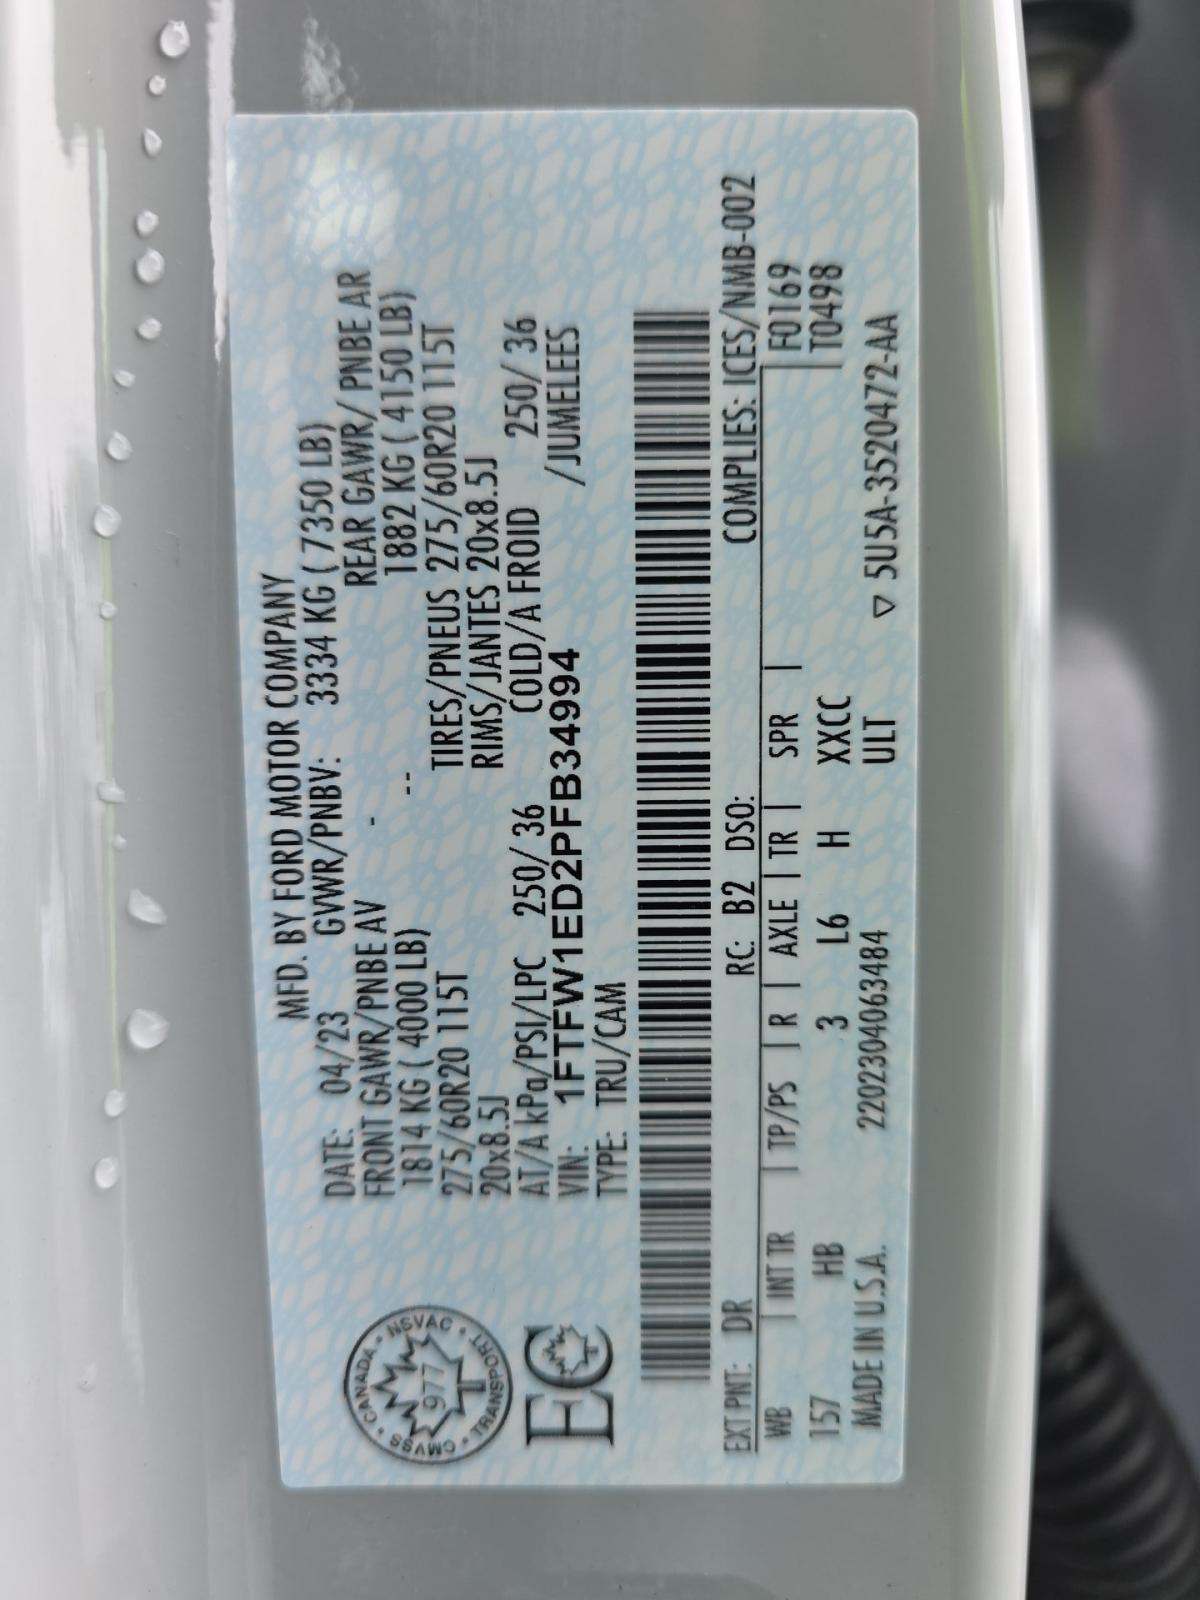 MFD. BY FORD MOTOR COMPANY
DATE: 04/23 GVWR/PNBV: 3334 KG ( 7350 LB)
FRONT GAWR/PNBE AV - REAR GAWR/ PNBE AR
1814 KG ( 4000 LB) -- 1882 KG ( 4150 LB)
275/60R20 115T TIRES/PNEUS 275/60R20 115T
20x8.5J RIMS/JANTES 20x8.5J
AT/A kPa/PSI/LPC 250/ 36 COLD/A FROID 250/ 36
VIN: 1FTFW1ED2PFB34994 /JUMELEES
TYPE: TRU/CAM
CANADA • NSVAC • TRANSPORT • CMVSS •
977
T
EC
COMPLIES: ICES/NMB-002
EXT PNT: DR RC: B2 DSO:
WB | INT TR | TP/PS | R | AXLE | TR | SPR | F0169
157 HB 3 L6 H XXCC T0498
ULT
MADE IN U.S.A. 2202304063484 ▽ 5U5A-3520472-AA